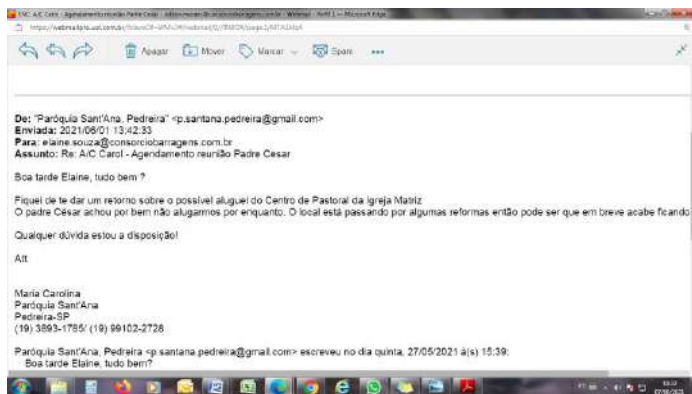 Apagar Mover Marcar Spam
De: "Paróquia Sant'Ana, Pedreira" <p.santana.pedreira@gmail.com>
Enviada: 2021/06/01 13:42:33
Para: elaine.souza@consorciobarragens.com.br
Assunto: Re: A/C Carol - Agendamento reunião Padre Cesar
Boa tarde Elaine, tudo bem ?
Fiquei de te dar um retorno sobre o possível aluguel do Centro de Pastoral da Igreja Matriz
O padre César achou por bem não alugarmos por enquanto. O local está passando por algumas reformas então pode ser que em breve acabe ficando
Qualquer dúvida estou a disposição!
Att
Maria Carolina
Paróquia Sant'Ana
Pedreira-SP
(19) 3893-1785/ (19) 99102-2728
Paróquia Sant'Ana, Pedreira <p.santana.pedreira@gmail.com> escreveu no dia quinta, 27/05/2021 à(s) 15:39:
Boa tarde Elaine, tudo bem?